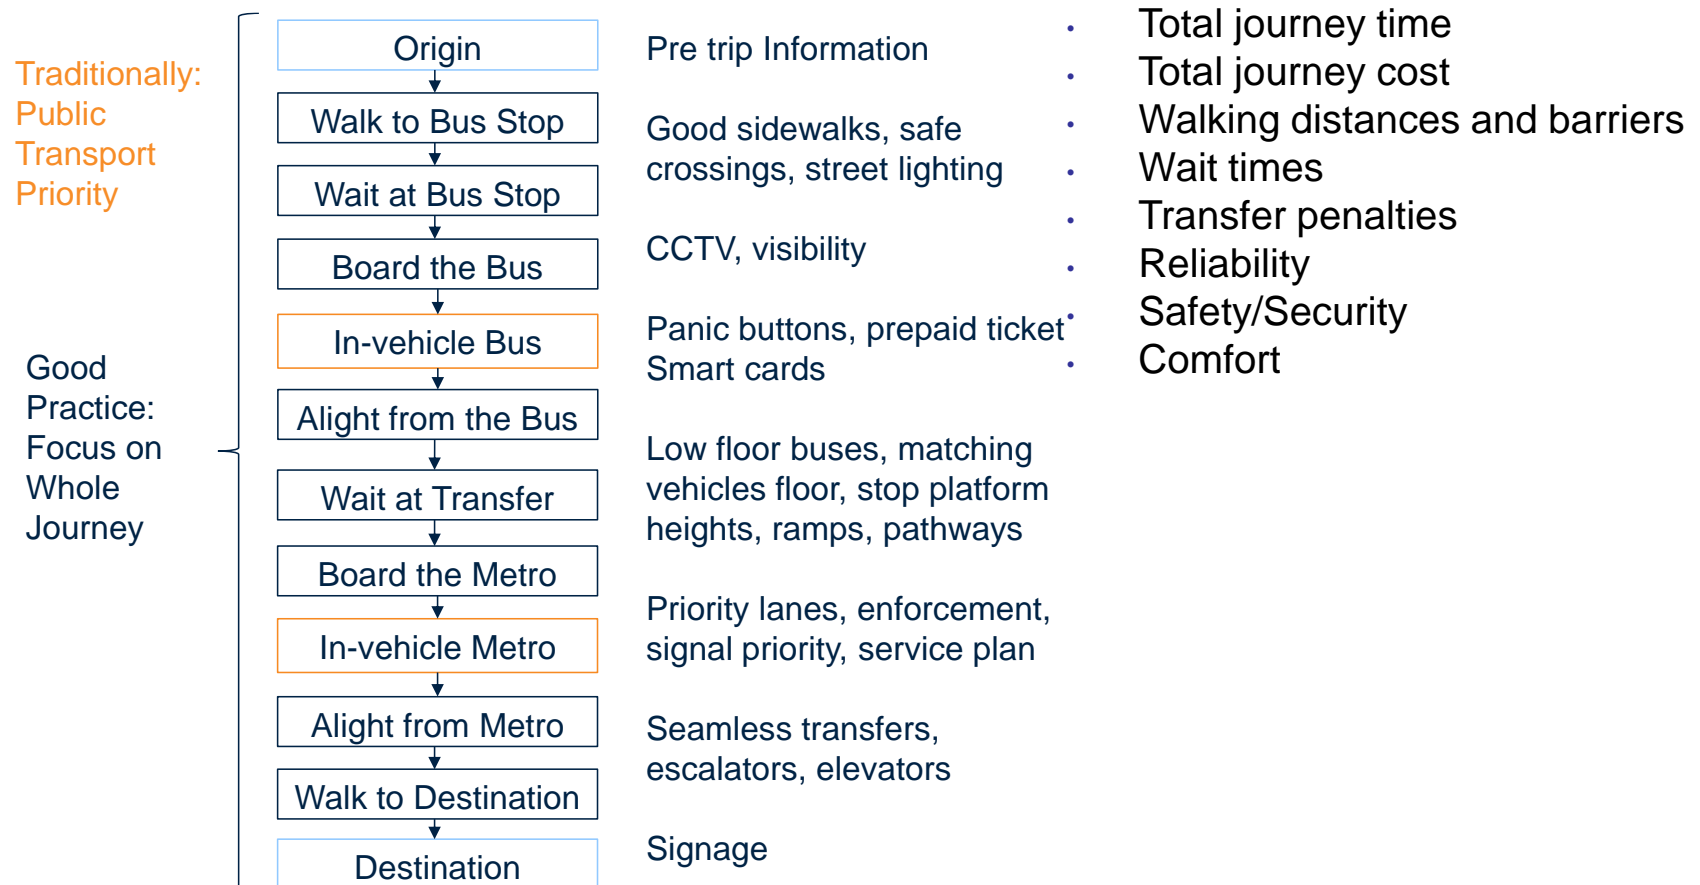 Traditionally:
Public
Transport
Priority
Good
Practice:
Focus on
Whole
Journey
Origin
Walk to Bus Stop
Wait at Bus Stop
Board the Bus
In-vehicle Bus
Alight from the Bus
Wait at Transfer
Board the Metro
In-vehicle Metro
Alight from Metro
Walk to Destination
Destination
Pre trip Information
Good sidewalks, safe
crossings, street lighting
CCTV, visibility
Panic buttons, prepaid ticket
Smart cards
Low floor buses, matching
vehicles floor, stop platform
heights, ramps, pathways
Priority lanes, enforcement,
signal priority, service plan
Seamless transfers,
escalators, elevators
Signage
• Total journey time
• Total journey cost
• Walking distances and barriers
• Wait times
• Transfer penalties
• Reliability
• Safety/Security
• Comfort